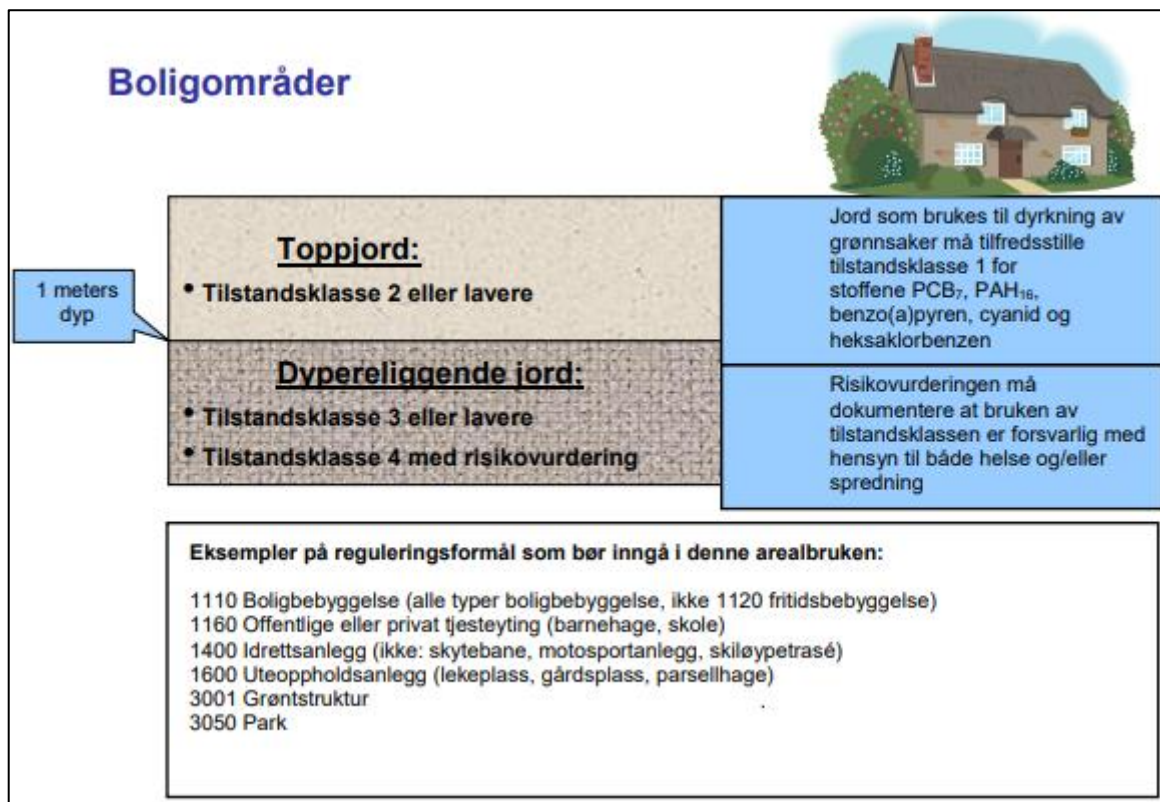 Boligområder
Toppjord:
• Tilstandsklasse 2 eller lavere
Jord som brukes til dyrkning av
grønnsaker må tilfredsstille
tilstandsklasse 1 for
stoffene PCB₇, PAH₁₆,
benzo(a)pyren, cyanid og
heksaklorbenzen
1 meters
dyp
Dypereliggende jord:
• Tilstandsklasse 3 eller lavere
• Tilstandsklasse 4 med risikovurdering
Risikovurderingen må
dokumentere at bruken av
tilstandsklassen er forsvarlig med
hensyn til både helse og/eller
spredning
Eksempler på reguleringsformål som bør inngå i denne arealbruken:
1110 Boligbebyggelse (alle typer boligbebyggelse, ikke 1120 fritidsbebyggelse)
1160 Offentlige eller privat tjesteyting (barnehage, skole)
1400 Idrettsanlegg (ikke: skytebane, motosportanlegg, skiløypetrasé)
1600 Uteoppholdsanlegg (lekeplass, gårdsplass, parsellhage)
3001 Grøntstruktur
3050 Park